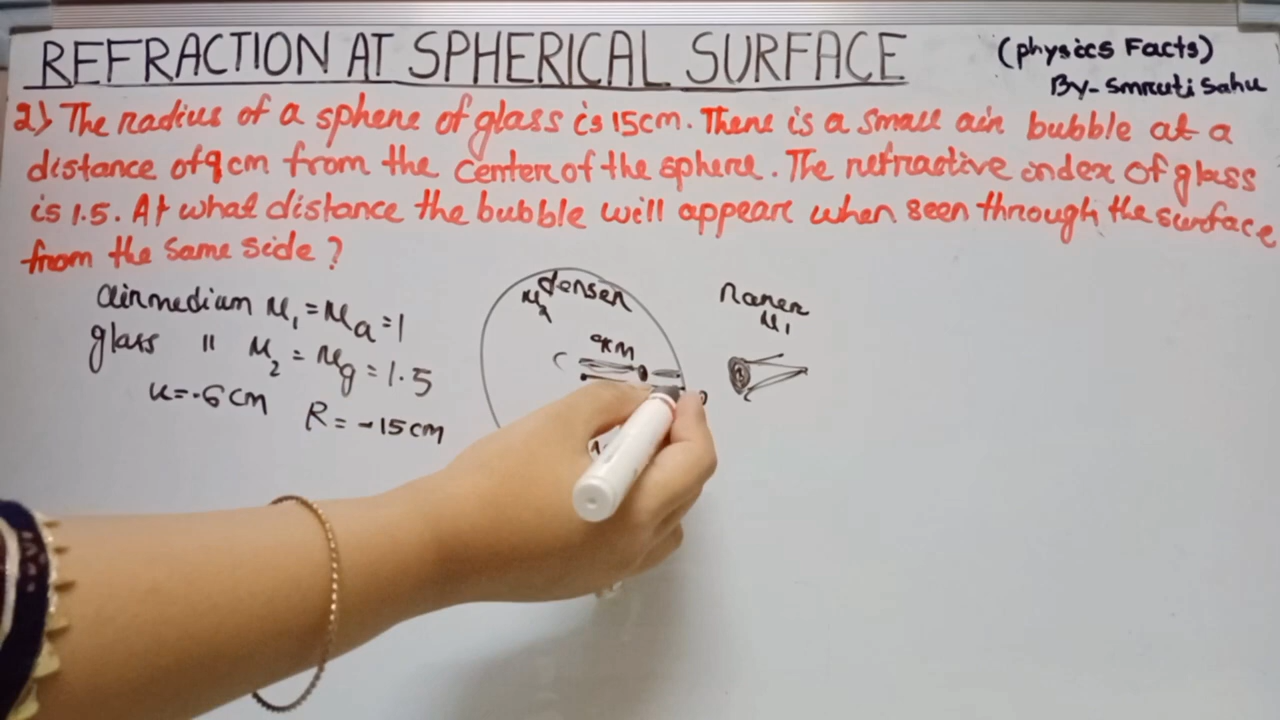 REFRACTION AT SPHERICAL SURFACE
(Physics Facts)
By- Smruti Sahu
2) The radius of a sphere of glass is 15cm. There is a small air bubble at a
distance of 9cm from the center of the sphere. The refractive index of glass
is 1.5. At what distance the bubble will appear when seen through the surface
from the same side?
air medium μ₁ = μa = 1
glass " μ₂ = μg = 1.5
u = -6cm R = -15cm
denser
Rarer
μ₁
9cm
C